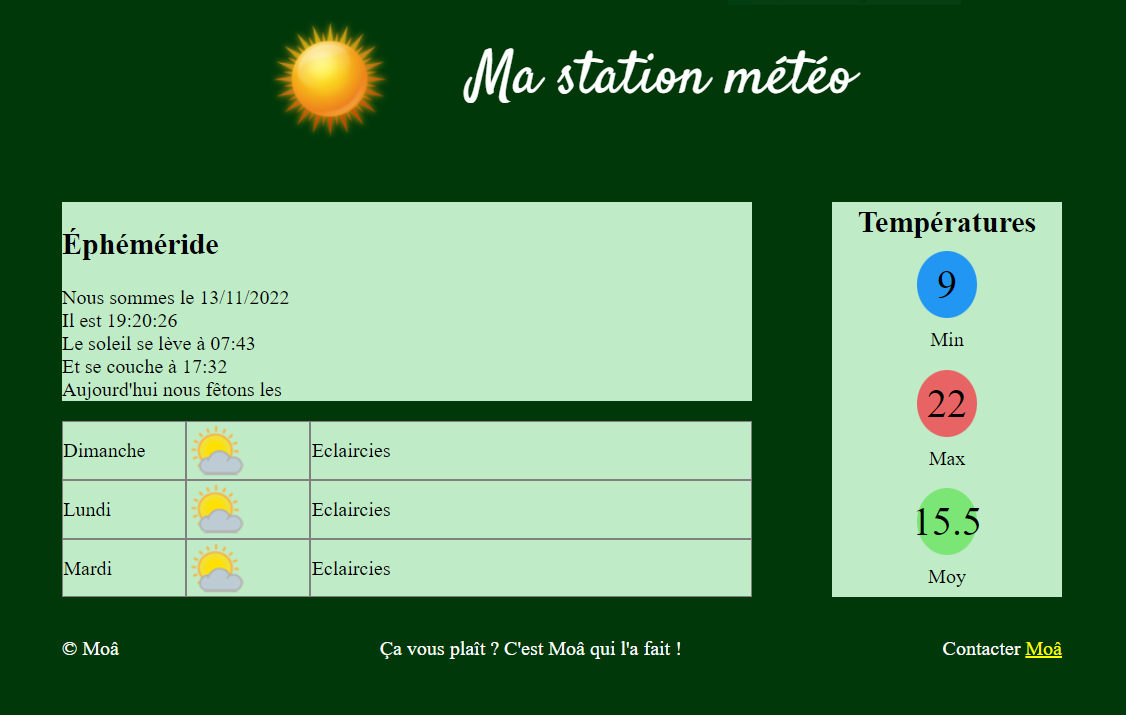 Ma station météo
Éphéméride
Nous sommes le 13/11/2022
Il est 19:20:26
Le soleil se lève à 07:43
Et se couche à 17:32
Aujourd'hui nous fêtons les
Dimanche Eclaircies
Lundi Eclaircies
Mardi Eclaircies
Températures
9
Min
22
Max
15.5
Moy
© Moâ Ça vous plaît ? C'est Moâ qui l'a fait ! Contacter Moâ